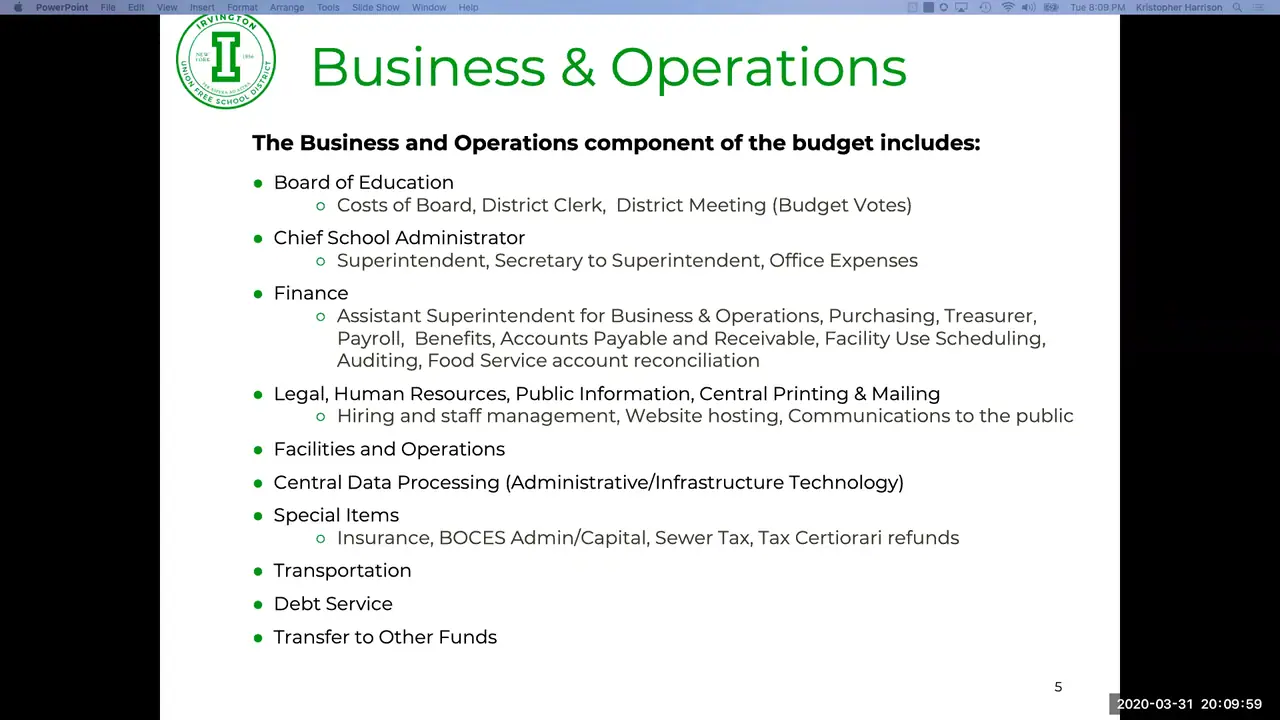 PowerPoint File Edit View Insert Format Arrange Tools Slide Show Window Help Tue 8:09 PM Kristopher Harrison
IRVINGTON
NEW YORK 1956
UNION FREE SCHOOL DISTRICT
Business & Operations
The Business and Operations component of the budget includes:
● Board of Education
○ Costs of Board, District Clerk, District Meeting (Budget Votes)
● Chief School Administrator
○ Superintendent, Secretary to Superintendent, Office Expenses
● Finance
○ Assistant Superintendent for Business & Operations, Purchasing, Treasurer,
Payroll, Benefits, Accounts Payable and Receivable, Facility Use Scheduling,
Auditing, Food Service account reconciliation
● Legal, Human Resources, Public Information, Central Printing & Mailing
○ Hiring and staff management, Website hosting, Communications to the public
● Facilities and Operations
● Central Data Processing (Administrative/Infrastructure Technology)
● Special Items
○ Insurance, BOCES Admin/Capital, Sewer Tax, Tax Certiorari refunds
● Transportation
● Debt Service
● Transfer to Other Funds
5
2020-03-31 20:09:59